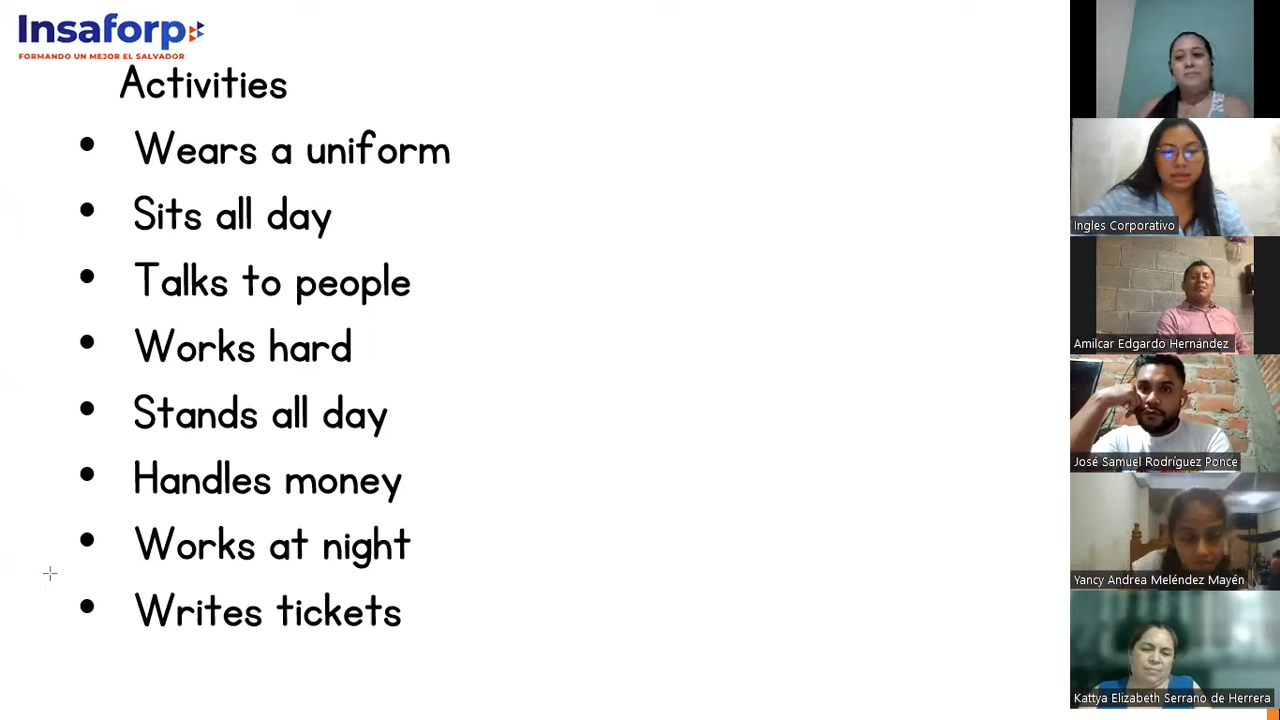 Insaforp
FORMANDO UN MEJOR EL SALVADOR
Activities
• Wears a uniform
• Sits all day
• Talks to people
• Works hard
• Stands all day
• Handles money
• Works at night
• Writes tickets
Ingles Corporativo
Amilcar Edgardo Hernández
José Samuel Rodríguez Ponce
Yancy Andrea Meléndez Mayén
Kattya Elizabeth Serrano de Herrera